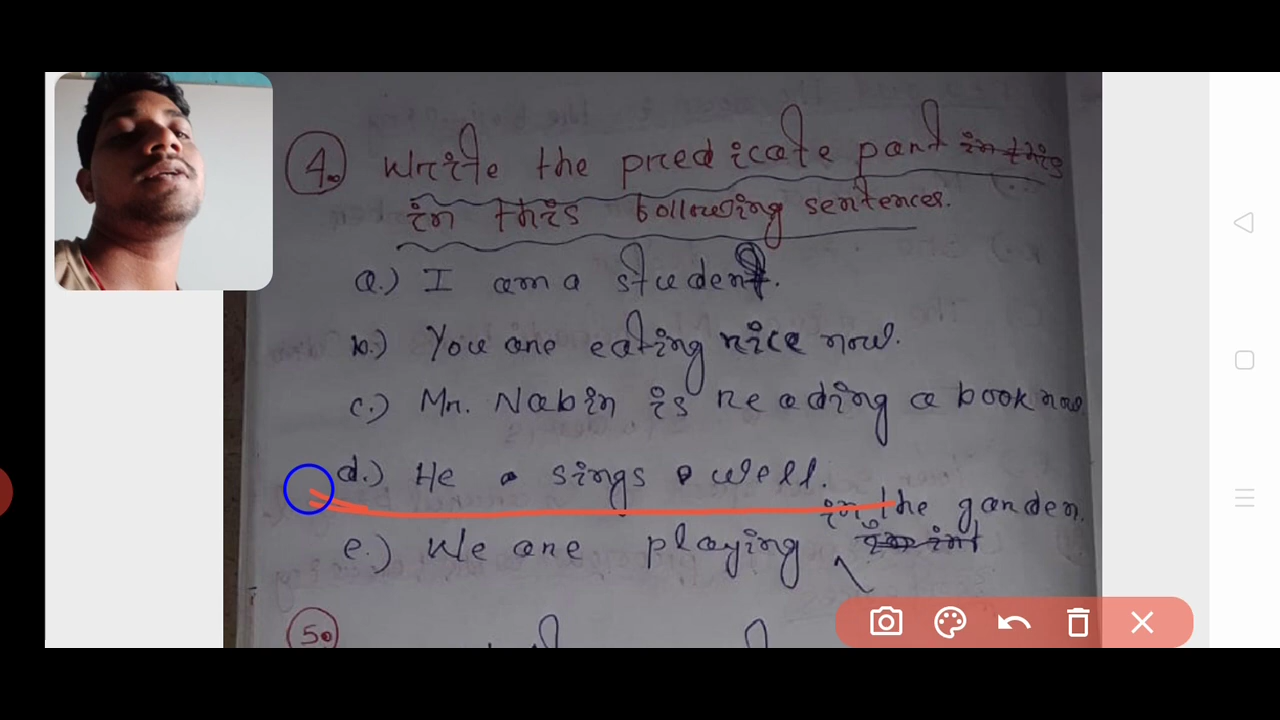 4. Write the predicate part in this
in this following sentences.
a.) I am a student.
b.) You are eating rice now.
c.) Mr. Nabin is reading a book now
d.) He sings well.
in the garden.
e.) We are playing
5.